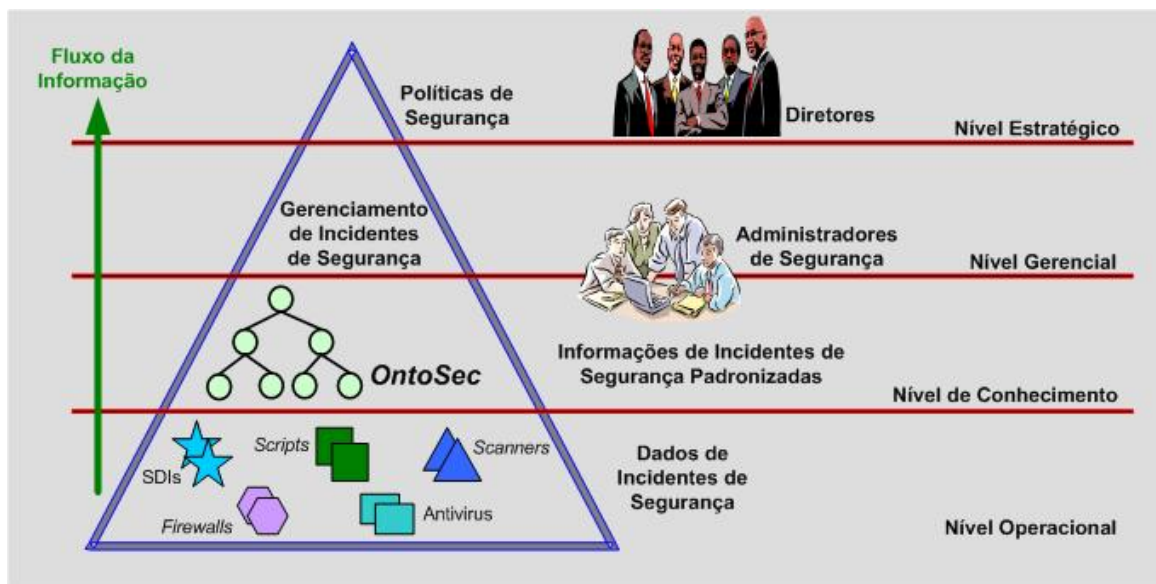 Fluxo da
Informação
Políticas de
Segurança
Diretores
Nível Estratégico
Gerenciamento
de Incidentes
de Segurança
Administradores
de Segurança
Nível Gerencial
OntoSec
Informações de Incidentes de
Segurança Padronizadas
Nível de Conhecimento
SDIs
Scripts
Scanners
Firewalls
Antivirus
Dados de
Incidentes de
Segurança
Nível Operacional